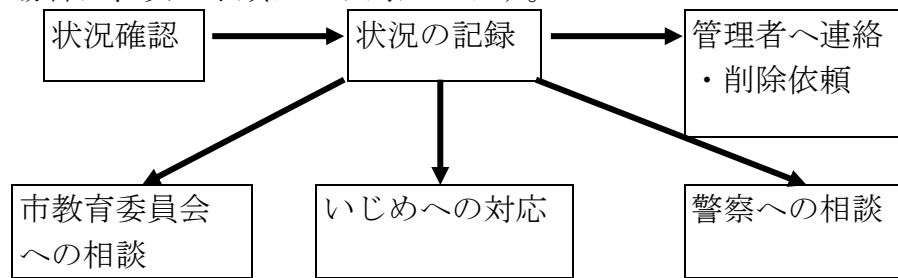 状況確認
状況の記録
管理者へ連絡
・削除依頼
市教育委員会
への相談
いじめへの対応
警察への相談